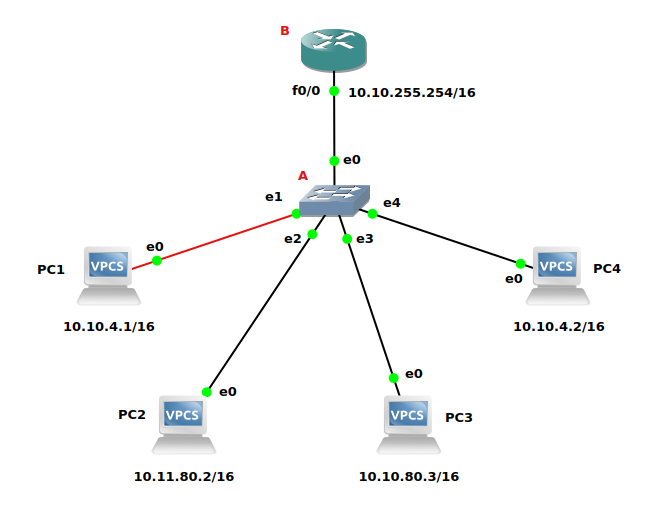 B
f0/0
10.10.255.254/16
e0
A
e1
e4
e2
e3
e0
PC1
VPCS
10.10.4.1/16
e0
VPCS
PC4
10.10.4.2/16
e0
PC2
VPCS
10.11.80.2/16
e0
VPCS
PC3
10.10.80.3/16